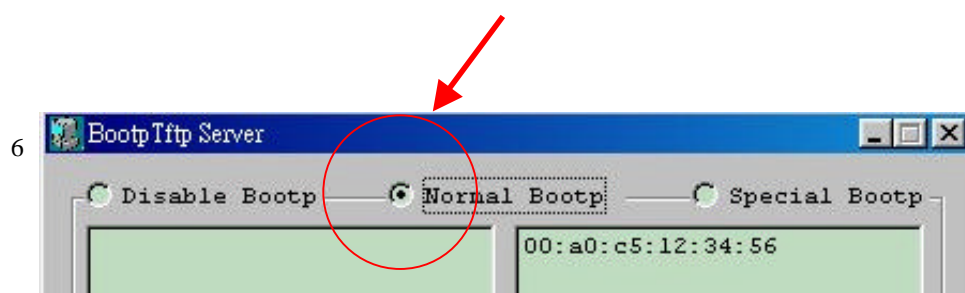 BootpTftp Server
6
Disable Bootp Normal Bootp Special Bootp
00:a0:c5:12:34:56